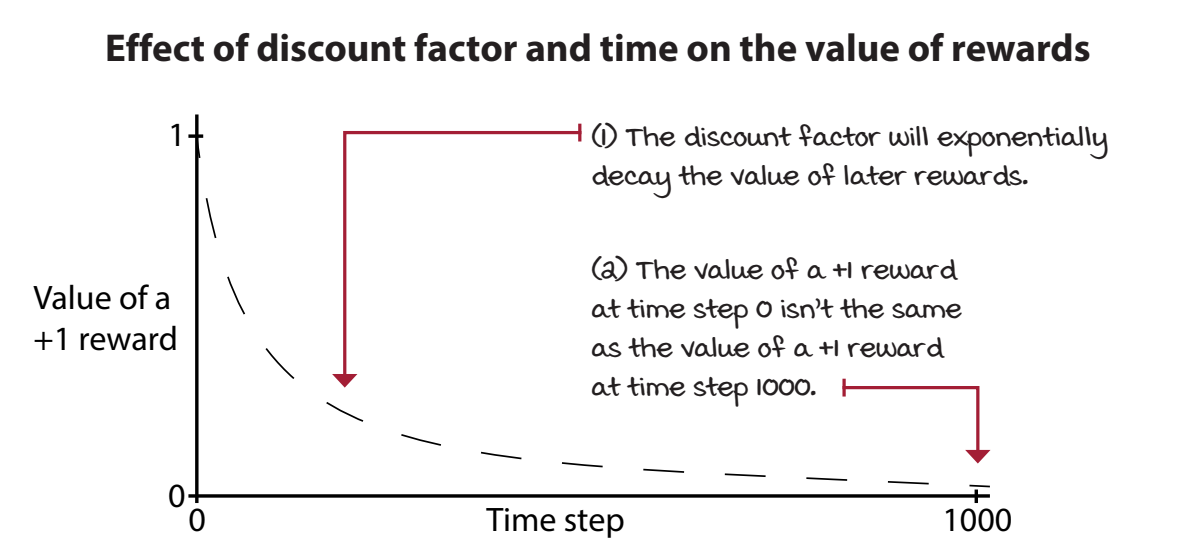 Effect of discount factor and time on the value of rewards
1
(1) The discount factor will exponentially
decay the value of later rewards.
(2) The value of a +1 reward
at time step 0 isn't the same
as the value of a +1 reward
at time step 1000.
Value of a
+1 reward
0
0
Time step
1000